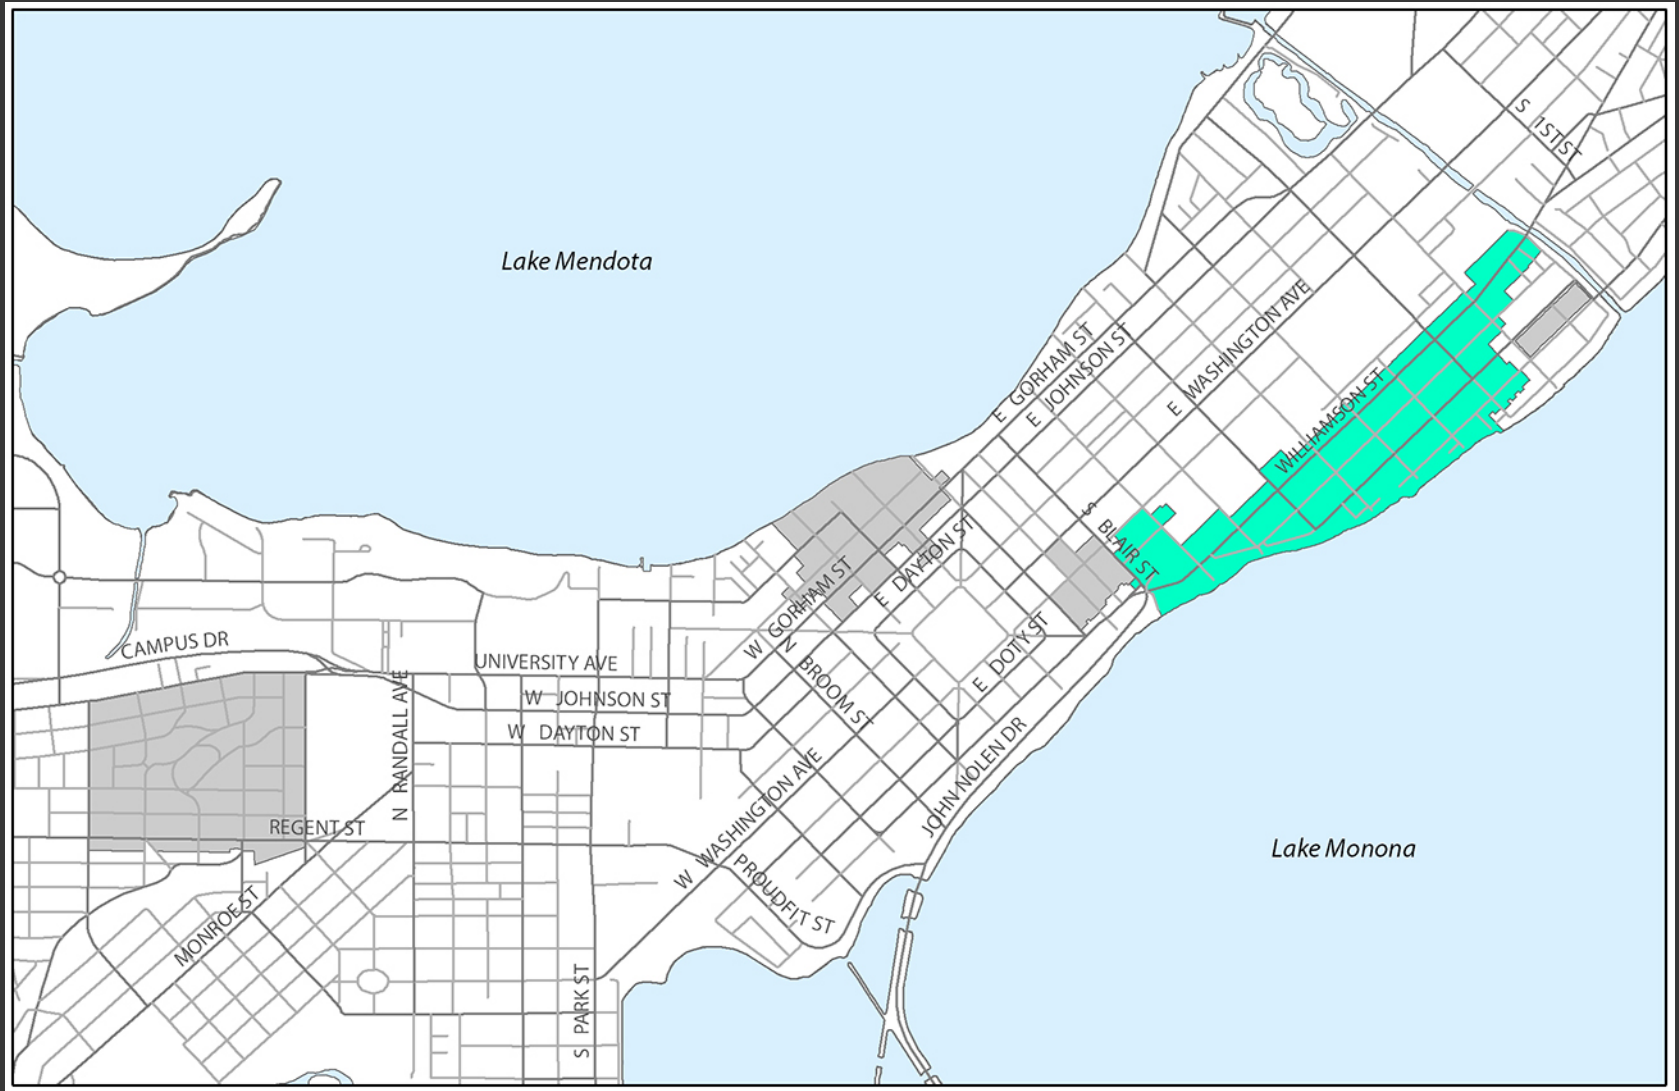 S 1ST ST
Lake Mendota
E WASHINGTON AVE
E GORHAM ST
E JOHNSON ST
WILLIAMSON ST
S BLAIR ST
E DAYTON ST
W GORHAM ST
E DOTY ST
CAMPUS DR
UNIVERSITY AVE
N BROOM ST
W JOHNSON ST
W DAYTON ST
N RANDALL AVE
JOHN NOLEN DR
W WASHINGTON AVE
REGENT ST
Lake Monona
PROUDFIT ST
MONROE ST
S PARK ST